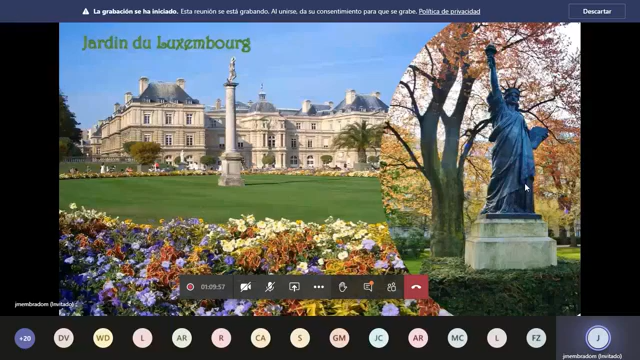 La grabación se ha iniciado. Esta reunión se está grabando. Al unirse, da su consentimiento para que se grabe. Política de privacidad
Descartar
Jardin du Luxembourg
01:09:57
jmembradom (Invitado)
+20
DV
WD
L
AR
R
CA
S
GM
JC
AR
MC
L
FZ
J
jmembradom (Invitado)